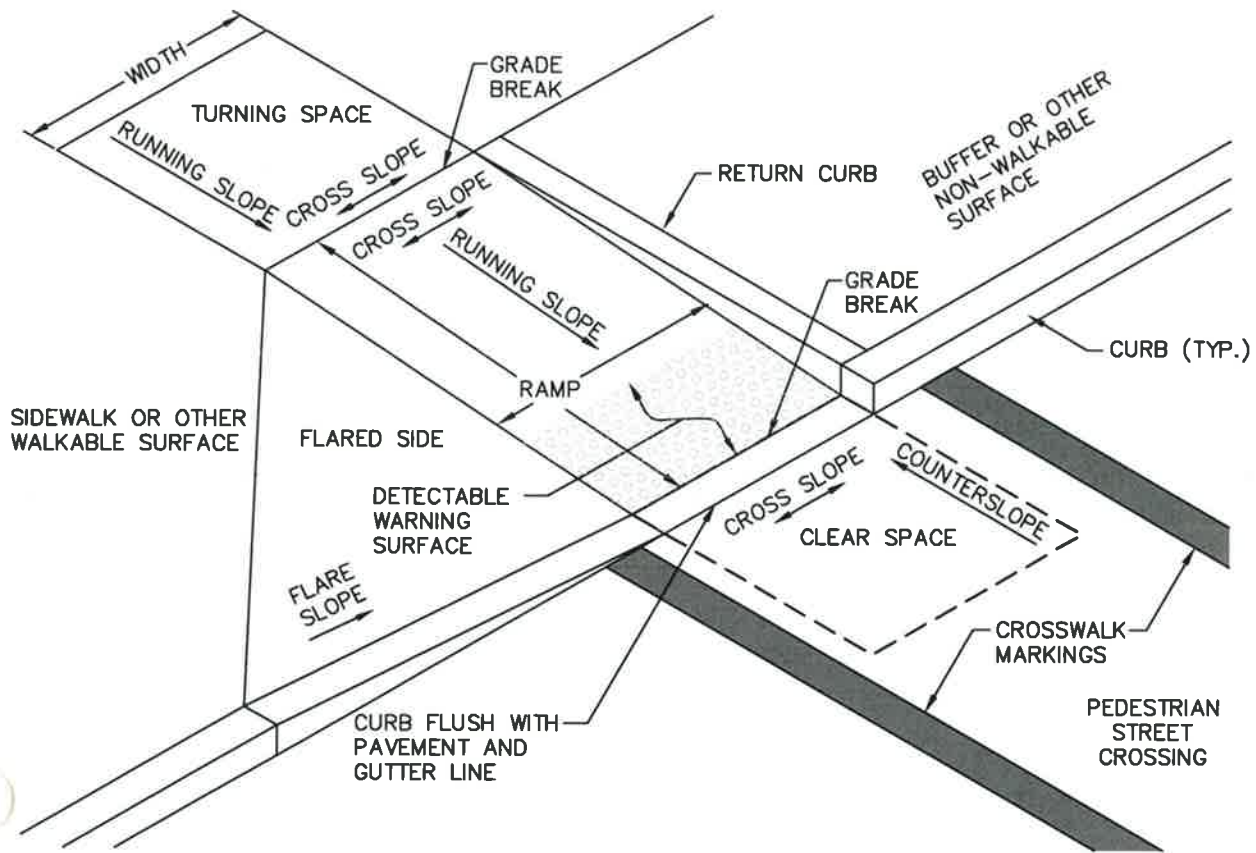 WIDTH
GRADE
BREAK
TURNING SPACE
RUNNING SLOPE
CROSS SLOPE
CROSS SLOPE
RUNNING SLOPE
RETURN CURB
BUFFER OR OTHER
NON-WALKABLE
SURFACE
GRADE
BREAK
CURB (TYP.)
RAMP
SIDEWALK OR OTHER
WALKABLE SURFACE
FLARED SIDE
DETECTABLE
WARNING
SURFACE
CROSS SLOPE
COUNTERSLOPE
CLEAR SPACE
FLARE
SLOPE
CROSSWALK
MARKINGS
CURB FLUSH WITH
PAVEMENT AND
GUTTER LINE
PEDESTRIAN
STREET
CROSSING